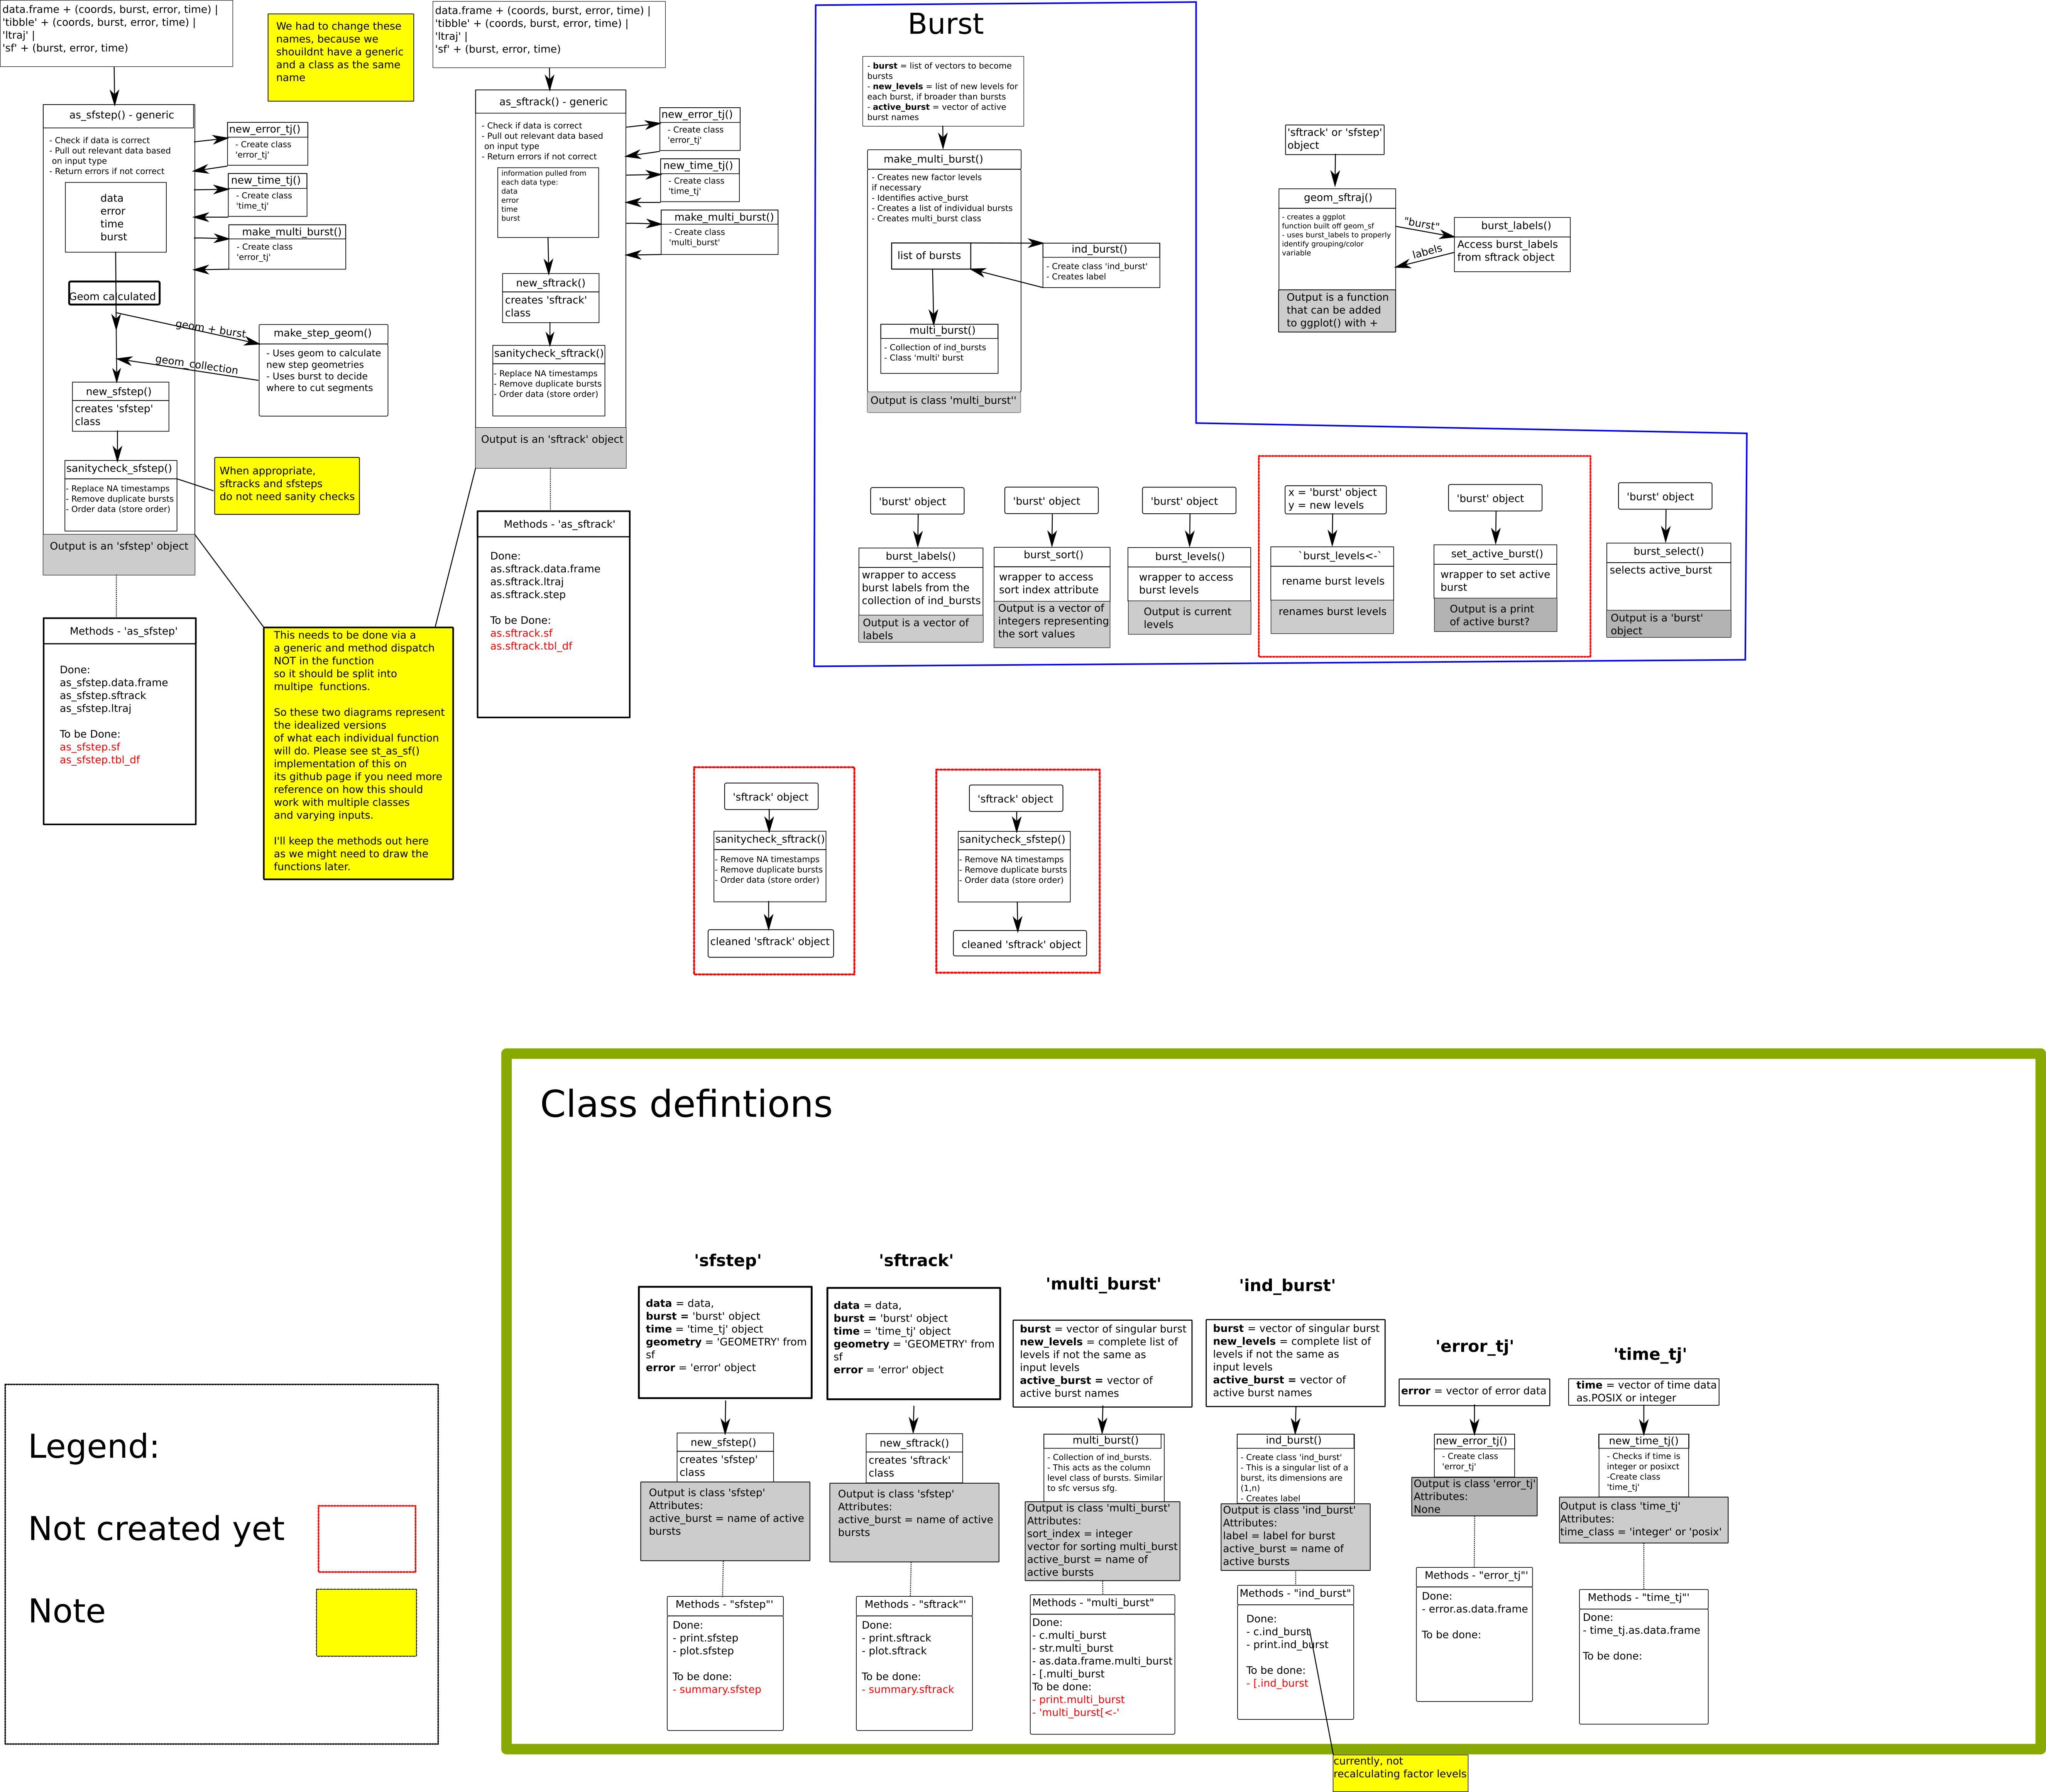 data.frame + (coords, burst, error, time) |
'tibble' + (coords, burst, error, time) |
'ltraj' |
'sf' + (burst, error, time)
We had to change these
names, because we
shouildnt have a generic
and a class as the same
name
as_sfstep() - generic
- Check if data is correct
- Pull out relevant data based
on input type
- Return errors if not correct
data
error
time
burst
new_error_tj()
- Create class
'error_tj'
new_time_tj()
- Create class
'time_tj'
make_multi_burst()
- Create class
'error_tj'
Geom calculated
geom + burst
geom_collection
make_step_geom()
- Uses geom to calculate
new step geometries
- Uses burst to decide
where to cut segments
new_sfstep()
creates 'sfstep'
class
sanitycheck_sfstep()
- Replace NA timestamps
- Remove duplicate bursts
- Order data (store order)
When appropriate,
sftracks and sfsteps
do not need sanity checks
Output is an 'sfstep' object
Methods - 'as_sfstep'
Done:
as_sfstep.data.frame
as_sfstep.sftrack
as_sfstep.ltraj
To be Done:
as_sfstep.sf
as_sfstep.tbl_df
This needs to be done via a
a generic and method dispatch
NOT in the function
so it should be split into
multipe functions.
So these two diagrams represent
the idealized versions
of what each individual function
will do. Please see st_as_sf()
implementation of this on
its github page if you need more
reference on how this should
work with multiple classes
and varying inputs.
I'll keep the methods out here
as we might need to draw the
functions later.
data.frame + (coords, burst, error, time) |
'tibble' + (coords, burst, error, time) |
'ltraj' |
'sf' + (burst, error, time)
as_sftrack() - generic
- Check if data is correct
- Pull out relevant data based
on input type
- Return errors if not correct
information pulled from
each data type:
data
error
time
burst
new_error_tj()
- Create class
'error_tj'
new_time_tj()
- Create class
'time_tj'
make_multi_burst()
- Create class
'multi_burst'
new_sftrack()
creates 'sftrack'
class
sanitycheck_sftrack()
- Replace NA timestamps
- Remove duplicate bursts
- Order data (store order)
Output is an 'sftrack' object
Methods - 'as_sftrack'
Done:
as.sftrack.data.frame
as.sftrack.ltraj
as.sftrack.step
To be Done:
as.sftrack.sf
as.sftrack.tbl_df
Burst
- burst = list of vectors to become
bursts
- new_levels = list of new levels for
each burst, if broader than bursts
- active_burst = vector of active
burst names
make_multi_burst()
- Creates new factor levels
if necessary
- Identifies active_burst
- Creates a list of individual bursts
- Creates multi_burst class
list of bursts
ind_burst()
- Create class 'ind_burst'
- Creates label
multi_burst()
- Collection of ind_bursts
- Class 'multi' burst
Output is class 'multi_burst''
'sftrack' or 'sfstep'
object
geom_sftraj()
- creates a ggplot
function built off geom_sf
- uses burst_labels to properly
identify grouping/color
variable
Output is a function
that can be added
to ggplot() with +
"burst"
labels
burst_labels()
Access burst_labels
from sftrack object
'burst' object
burst_labels()
wrapper to access
burst labels from the
collection of ind_bursts
Output is a vector of
labels
'burst' object
burst_sort()
wrapper to access
sort index attribute
Output is a vector of
integers representing
the sort values
'burst' object
burst_levels()
wrapper to access
burst levels
Output is current
levels
x = 'burst' object
y = new levels
`burst_levels<-`
rename burst levels
renames burst levels
'burst' object
set_active_burst()
wrapper to set active
burst
Output is a print
of active burst?
'burst' object
burst_select()
selects active_burst
Output is a 'burst'
object
'sftrack' object
sanitycheck_sftrack()
- Remove NA timestamps
- Remove duplicate bursts
- Order data (store order)
cleaned 'sftrack' object
'sftrack' object
sanitycheck_sfstep()
- Remove NA timestamps
- Remove duplicate bursts
- Order data (store order)
cleaned 'sftrack' object
Class defintions
'sfstep'
data = data,
burst = 'burst' object
time = 'time_tj' object
geometry = 'GEOMETRY' from
sf
error = 'error' object
new_sfstep()
creates 'sfstep'
class
Output is class 'sfstep'
Attributes:
active_burst = name of active
bursts
Methods - "sfstep"'
Done:
- print.sfstep
- plot.sfstep
To be done:
- summary.sfstep
'sftrack'
data = data,
burst = 'burst' object
time = 'time_tj' object
geometry = 'GEOMETRY' from
sf
error = 'error' object
new_sftrack()
creates 'sftrack'
class
Output is class 'sfstep'
Attributes:
active_burst = name of active
bursts
Methods - "sftrack"'
Done:
- print.sftrack
- plot.sftrack
To be done:
- summary.sftrack
'multi_burst'
burst = vector of singular burst
new_levels = complete list of
levels if not the same as
input levels
active_burst = vector of
active burst names
multi_burst()
- Collection of ind_bursts.
- This acts as the column
level class of bursts. Similar
to sfc versus sfg.
Output is class 'multi_burst'
Attributes:
sort_index = integer
vector for sorting multi_burst
active_burst = name of
active bursts
Methods - "multi_burst"
Done:
- c.multi_burst
- str.multi_burst
- as.data.frame.multi_burst
- [.multi_burst
To be done:
- print.multi_burst
- 'multi_burst[<-'
'ind_burst'
burst = vector of singular burst
new_levels = complete list of
levels if not the same as
input levels
active_burst = vector of
active burst names
ind_burst()
- Create class 'ind_burst'
- This is a singular list of a
burst, its dimensions are
(1,n)
- Creates label
Output is class 'ind_burst'
Attributes:
label = label for burst
active_burst = name of
active bursts
Methods - "ind_burst"
Done:
- c.ind_burst
- print.ind_burst
To be done:
- [.ind_burst
currently, not
recalculating factor levels
'error_tj'
error = vector of error data
new_error_tj()
- Create class
'error_tj'
Output is class 'error_tj'
Attributes:
None
Methods - "error_tj"'
Done:
- error.as.data.frame
To be done:
'time_tj'
time = vector of time data
as.POSIX or integer
new_time_tj()
- Checks if time is
integer or posixct
-Create class
'time_tj'
Output is class 'time_tj'
Attributes:
time_class = 'integer' or 'posix'
Methods - "time_tj"'
Done:
- time_tj.as.data.frame
To be done:
Legend:
Not created yet
Note